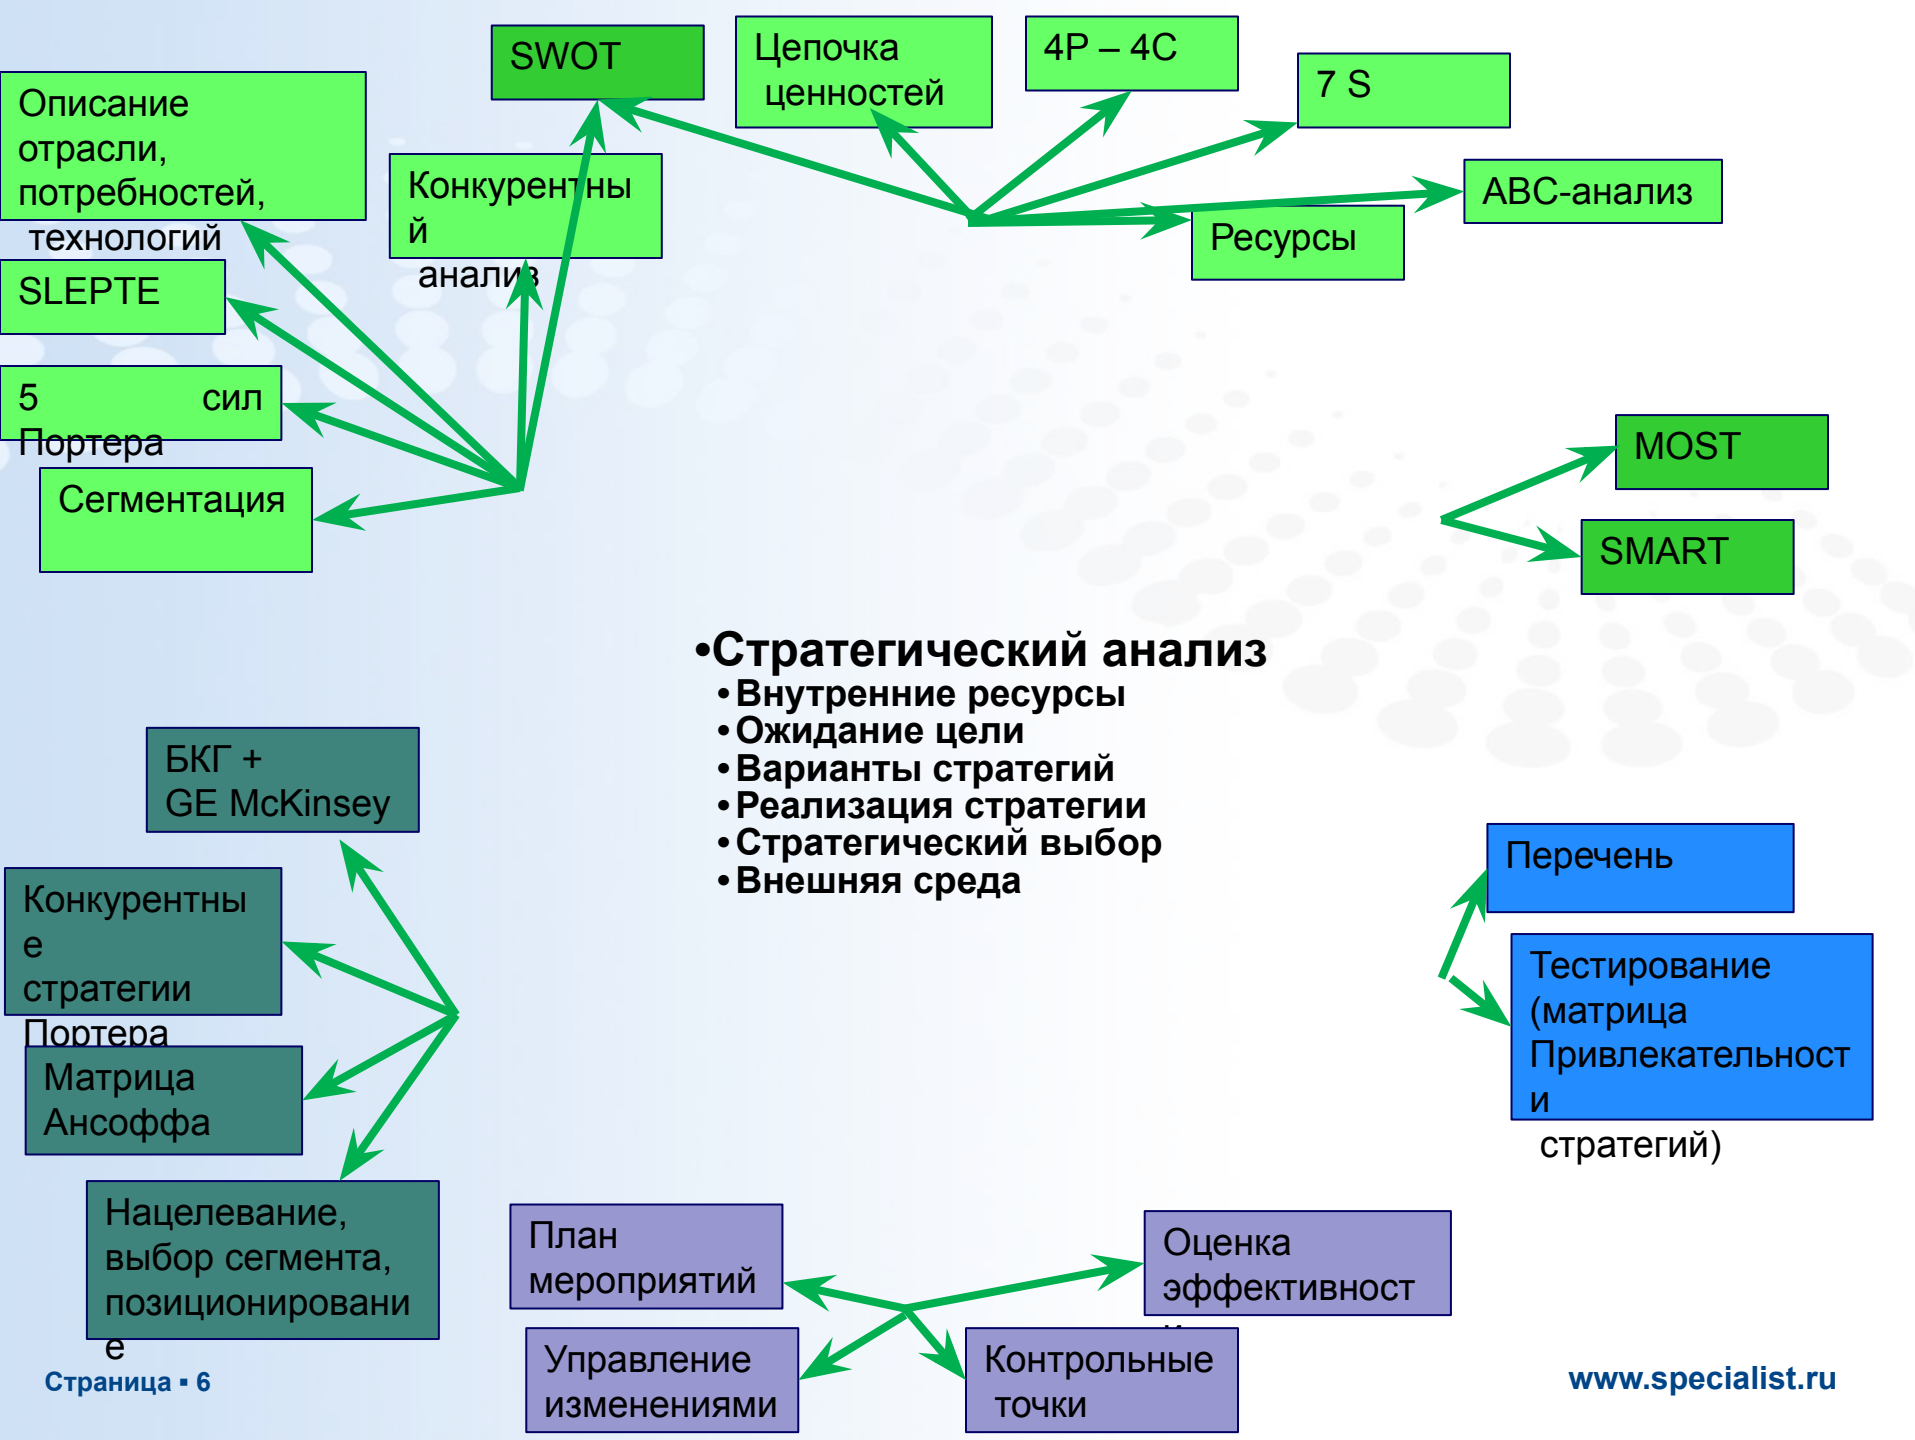 SWOT
Цепочка
ценностей
4P – 4C
7 S
Описание
отрасли,
потребностей,
технологий
Конкурентны
й
анализ
ABC-анализ
Ресурсы
SLEPTE
5 сил
Портера
Сегментация
MOST
SMART
•Стратегический анализ
•Внутренние ресурсы
•Ожидание цели
•Варианты стратегий
•Реализация стратегии
•Стратегический выбор
•Внешняя среда
БКГ +
GE McKinsey
Конкурентны
е
стратегии
Портера
Матрица
Ансоффа
Нацелевание,
выбор сегмента,
позиционировани
е
Перечень
Тестирование
(матрица
Привлекательност
и
стратегий)
План
мероприятий
Оценка
эффективност
Управление
изменениями
Контрольные
точки
Страница ▪ 6
www.specialist.ru